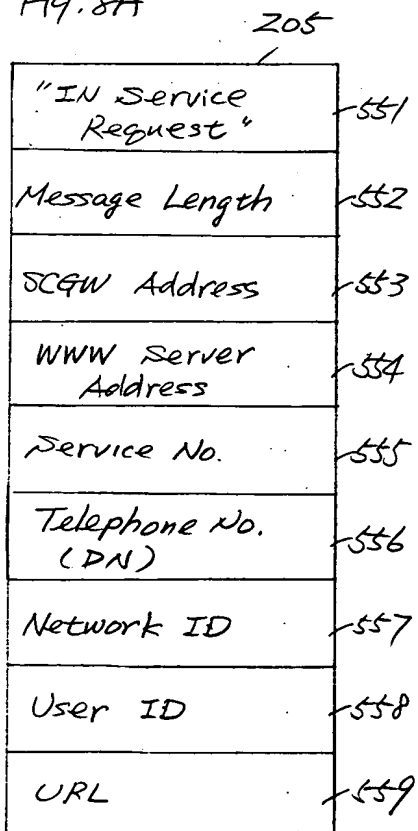 Fig. 8A
205
"IN Service
Request" 551
Message Length 552
SCGW Address 553
WWW Server
Address 554
Service No. 555
Telephone No.
(DN) 556
Network ID 557
User ID 558
URL 559